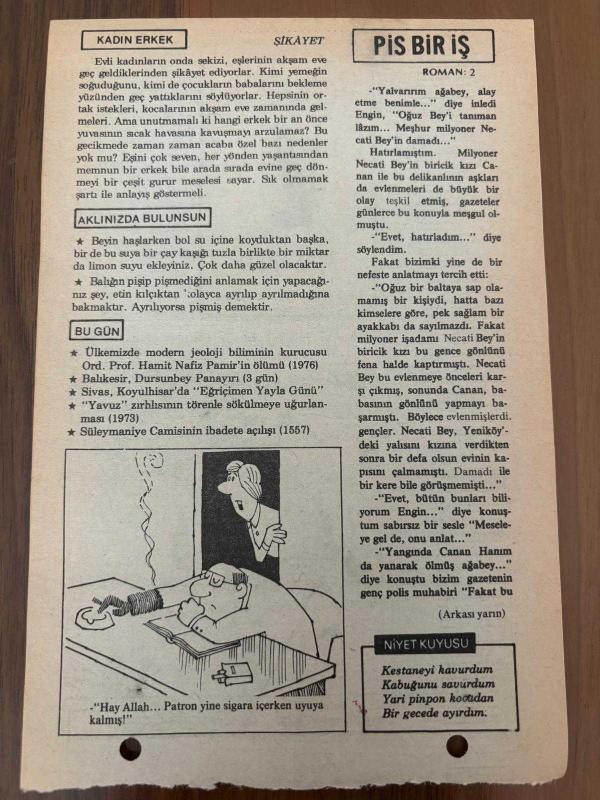 KADIN ERKEK
ŞİKÂYET
Evli kadınların onda sekizi, eşlerinin akşam eve
geç geldiklerinden şikâyet ediyorlar. Kimi yemeğin
soğuduğunu, kimi de çocukların babalarını bekleme
yüzünden geç yattıklarını söylüyorlar. Hepsinin or-
tak istekleri, kocalarının akşam eve zamanında gel-
meleri. Ama unutmamalı ki hangi erkek bir an önce
yuvasının sıcak havasına kavuşmayı arzulamaz? Bu
gecikmede zaman zaman acaba özel bazı nedenler
yok mu? Eşini çok seven, her yönden yaşantısından
memnun bir erkek bile arada sırada evine geç dön-
meyi bir çeşit gurur meselesi sayar. Sık olmamak
şartı ile anlayış göstermeli.
AKLINIZDA BULUNSUN
★ Beyin haşlarken bol su içine koyduktan başka,
bir de bu suya bir çay kaşığı tuzla birlikte bir miktar
da limon suyu ekleyiniz. Çok daha güzel olacaktır.
★ Balığın pişip pişmediğini anlamak için yapacağı-
nız şey, etin kılçıktan kolayca ayrılıp ayrılmadığına
bakmaktır. Ayrılıyorsa pişmiş demektir.
BU GÜN
★ Ülkemizde modern jeoloji biliminin kurucusu
Ord. Prof. Hamit Nafiz Pamir'in ölümü (1976)
★ Balıkesir, Dursunbey Panayırı (3 gün)
★ Sivas, Koyulhisar'da "Eğriçimen Yayla Günü"
★ "Yavuz" zırhlısının törenle sökülmeye uğurlan-
ması (1973)
★ Süleymaniye Camisinin ibadete açılışı (1557)
-"Hay Allah... Patron yine sigara içerken uyuya
kalmış!"
PİS BİR İŞ
ROMAN: 2
-"Yalvarırım ağabey, alay
etme benimle..." diye inledi
Engin, "Oğuz Bey'i tanıman
lâzım... Meşhur milyoner Ne-
cati Bey'in damadı..."
Hatırlamıştım. Milyoner
Necati Bey'in biricik kızı Ca-
nan ile bu delikanlının aşkları
da evlenmeleri de büyük bir
olay teşkil etmiş, gazeteler
günlerce bu konuyla meşgul ol-
muştu.
-"Evet, hatırladım..." diye
söylendim.
Fakat bizimki yine de bir
nefeste anlatmayı tercih etti:
-"Oğuz bir baltaya sap ola-
mamış bir kişiydi, hatta bazı
kimselere göre, pek sağlam bir
ayakkabı da sayılmazdı. Fakat
milyoner işadamı Necati Bey'in
biricik kızı bu gence gönlünü
fena halde kaptırmıştı. Necati
Bey bu evlenmeye önceleri kar-
şı çıkmış, sonunda Canan, ba-
basının gönlünü yapmayı ba-
şarmıştı. Böylece evlenmişlerdi.
gençler. Necati Bey, Yeniköy'-
deki yalısını kızına verdikten
sonra bir defa olsun evinin ka-
pısını çalmamıştı. Damadı ile
bir kere bile görüşmemişti..."
-"Evet, bütün bunları bili-
yorum Engin..." diye konuş-
tum sabırsız bir sesle "Mesele-
ye gel de, onu anlat..."
-"Yangında Canan Hanım
da yanarak ölmüş ağabey..."
diye konuştu bizim gazetenin
genç polis muhabiri "Fakat bu
(Arkası yarın)
NİYET KUYUSU
Kestaneyi kavurdum
Kabuğunu savurdum
Yari pinpon kocadan
Bir gecede ayırdım.